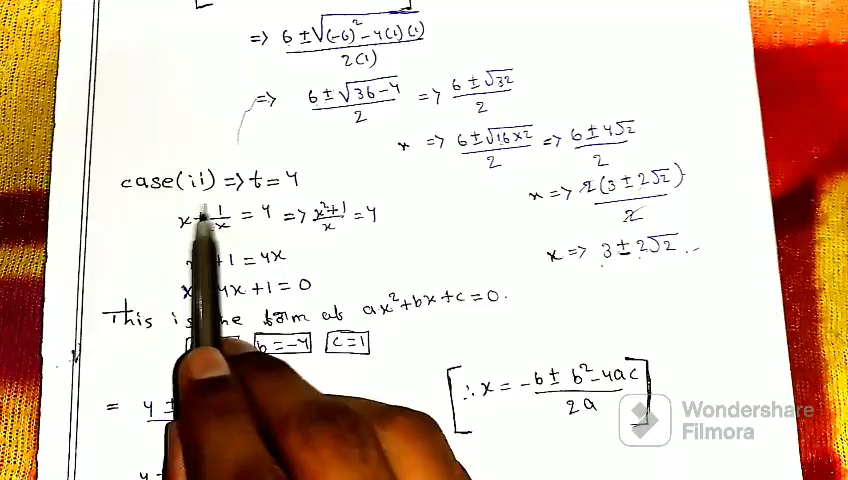 => 6 ± √(-6)² - 4(1)(1) / 2(1)
=> 6 ± √36-4 / 2 => 6 ± √32 / 2
x => 6 ± √16×2 / 2 => 6 ± 4√2 / 2
x => 2(3 ± 2√2) / 2
x => 3 ± 2√2
case(ii) => t = 4
x + 1/x = 4 => x²+1/x = 4
+1 = 4x
4x + 1 = 0
This is the form of ax² + bx + c = 0.
b = -4 c = 1
= 4 ±
∴ x = -b ± b² - 4ac / 2a
Wondershare
Filmora